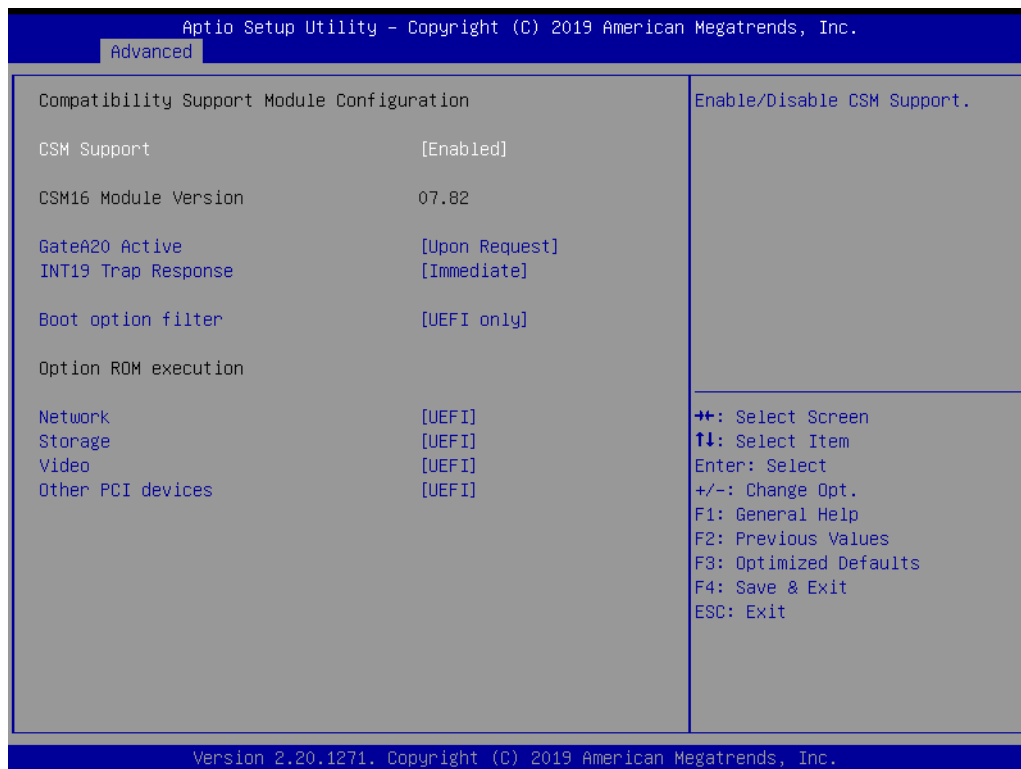 Aptio Setup Utility – Copyright (C) 2019 American Megatrends, Inc.
Advanced
Compatibility Support Module Configuration
CSM Support [Enabled]
CSM16 Module Version 07.82
GateA20 Active [Upon Request]
INT19 Trap Response [Immediate]
Boot option filter [UEFI only]
Option ROM execution
Network [UEFI]
Storage [UEFI]
Video [UEFI]
Other PCI devices [UEFI]
Enable/Disable CSM Support.
→←: Select Screen
↑↓: Select Item
Enter: Select
+/-: Change Opt.
F1: General Help
F2: Previous Values
F3: Optimized Defaults
F4: Save & Exit
ESC: Exit
Version 2.20.1271. Copyright (C) 2019 American Megatrends, Inc.